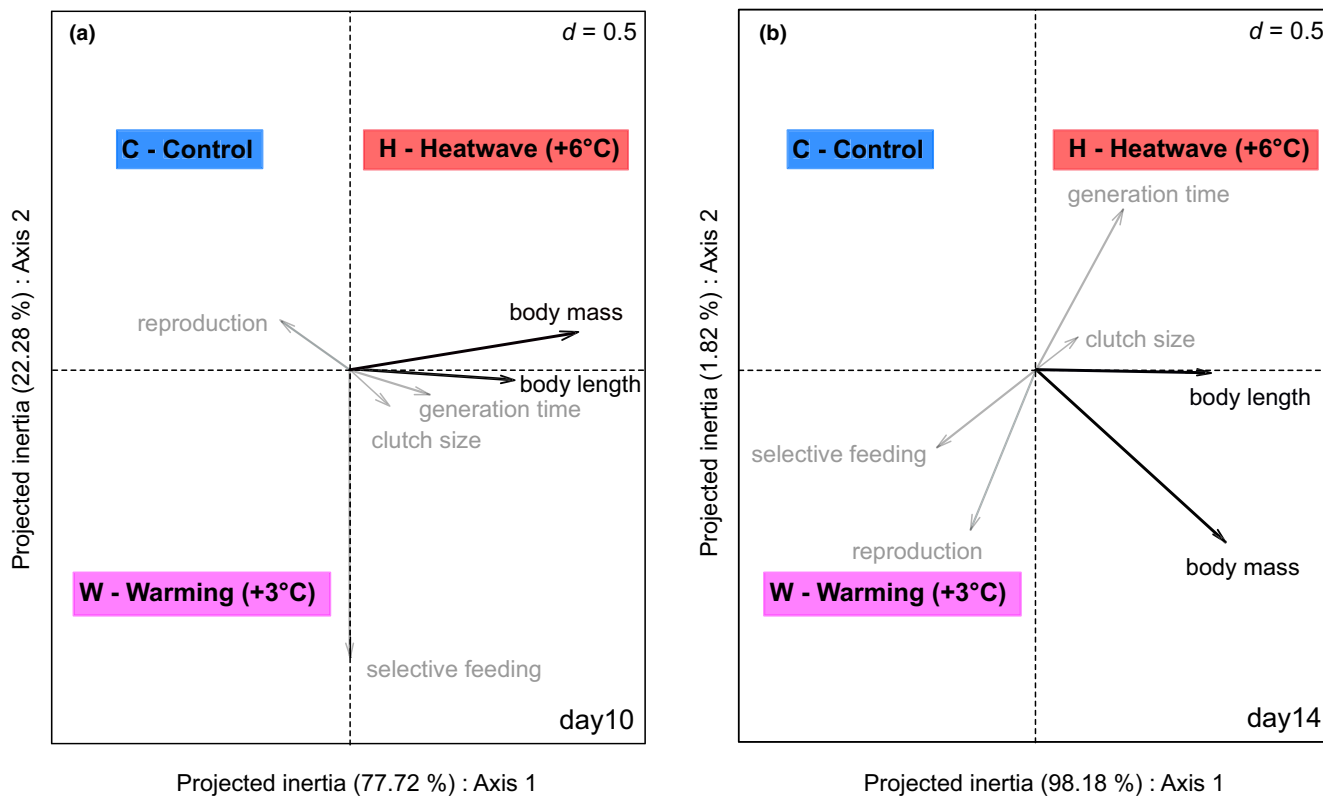 (a)
d = 0.5
C - Control
H - Heatwave (+6°C)
reproduction
body mass
body length
generation time
clutch size
W - Warming (+3°C)
selective feeding
day10
Projected inertia (22.28 %) : Axis 2
Projected inertia (77.72 %) : Axis 1
(b)
d = 0.5
C - Control
H - Heatwave (+6°C)
generation time
clutch size
body length
selective feeding
reproduction
body mass
W - Warming (+3°C)
day14
Projected inertia (1.82 %) : Axis 2
Projected inertia (98.18 %) : Axis 1